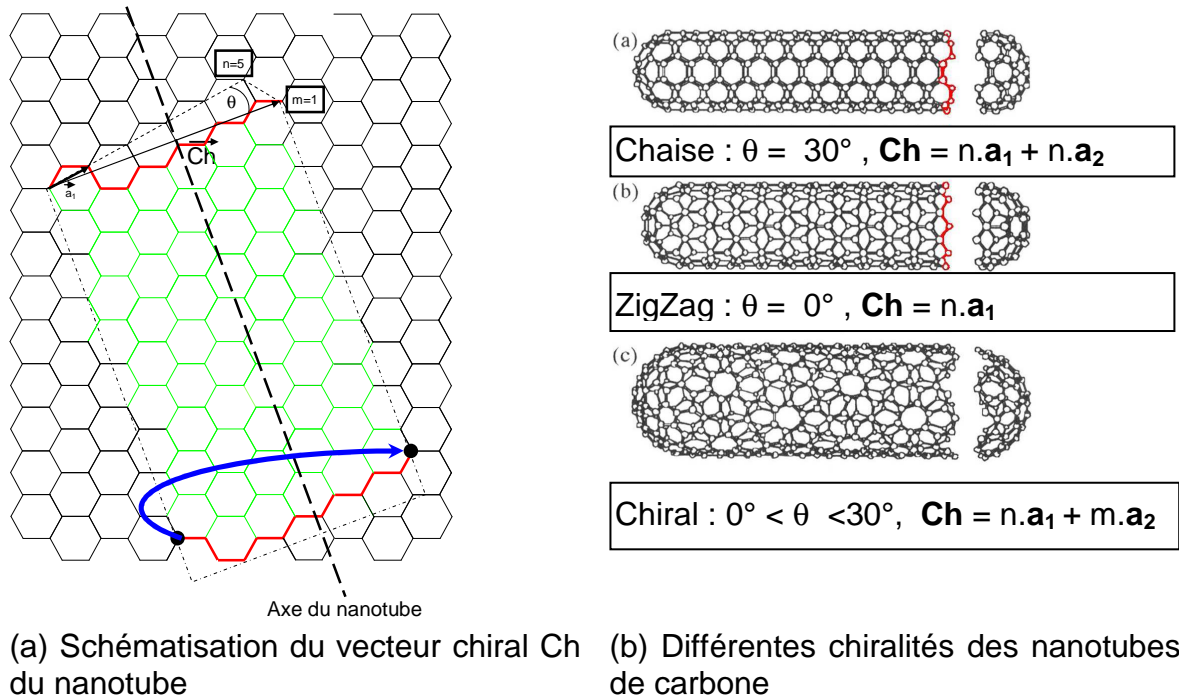 n=5
θ
m=1
Ch
a1
Axe du nanotube
(a) Schématisation du vecteur chiral Ch
du nanotube
(a)
Chaise : θ = 30° , Ch = n.a1 + n.a2
(b)
ZigZag : θ = 0° , Ch = n.a1
(c)
Chiral : 0° < θ <30°, Ch = n.a1 + m.a2
(b) Différentes chiralités des nanotubes
de carbone